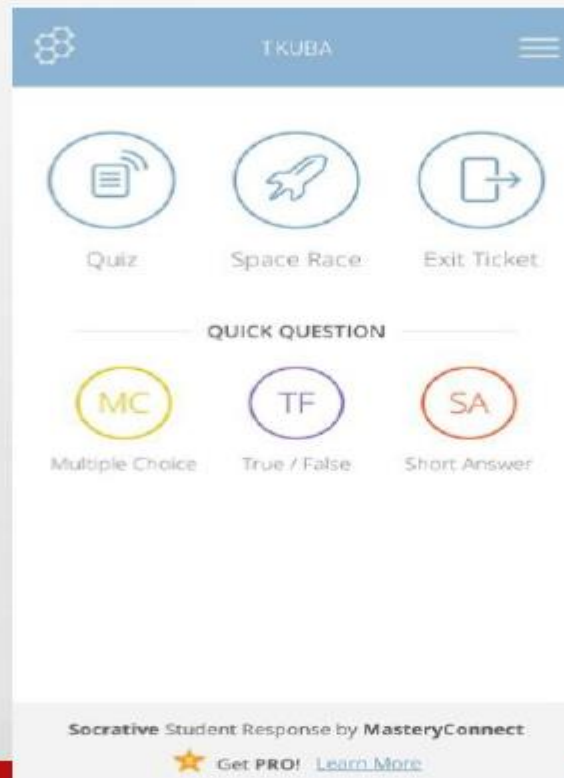 TKUBA
Quiz Space Race Exit Ticket
QUICK QUESTION
MC TF SA
Multiple Choice True / False Short Answer
Socrative Student Response by MasteryConnect
Get PRO! Learn More